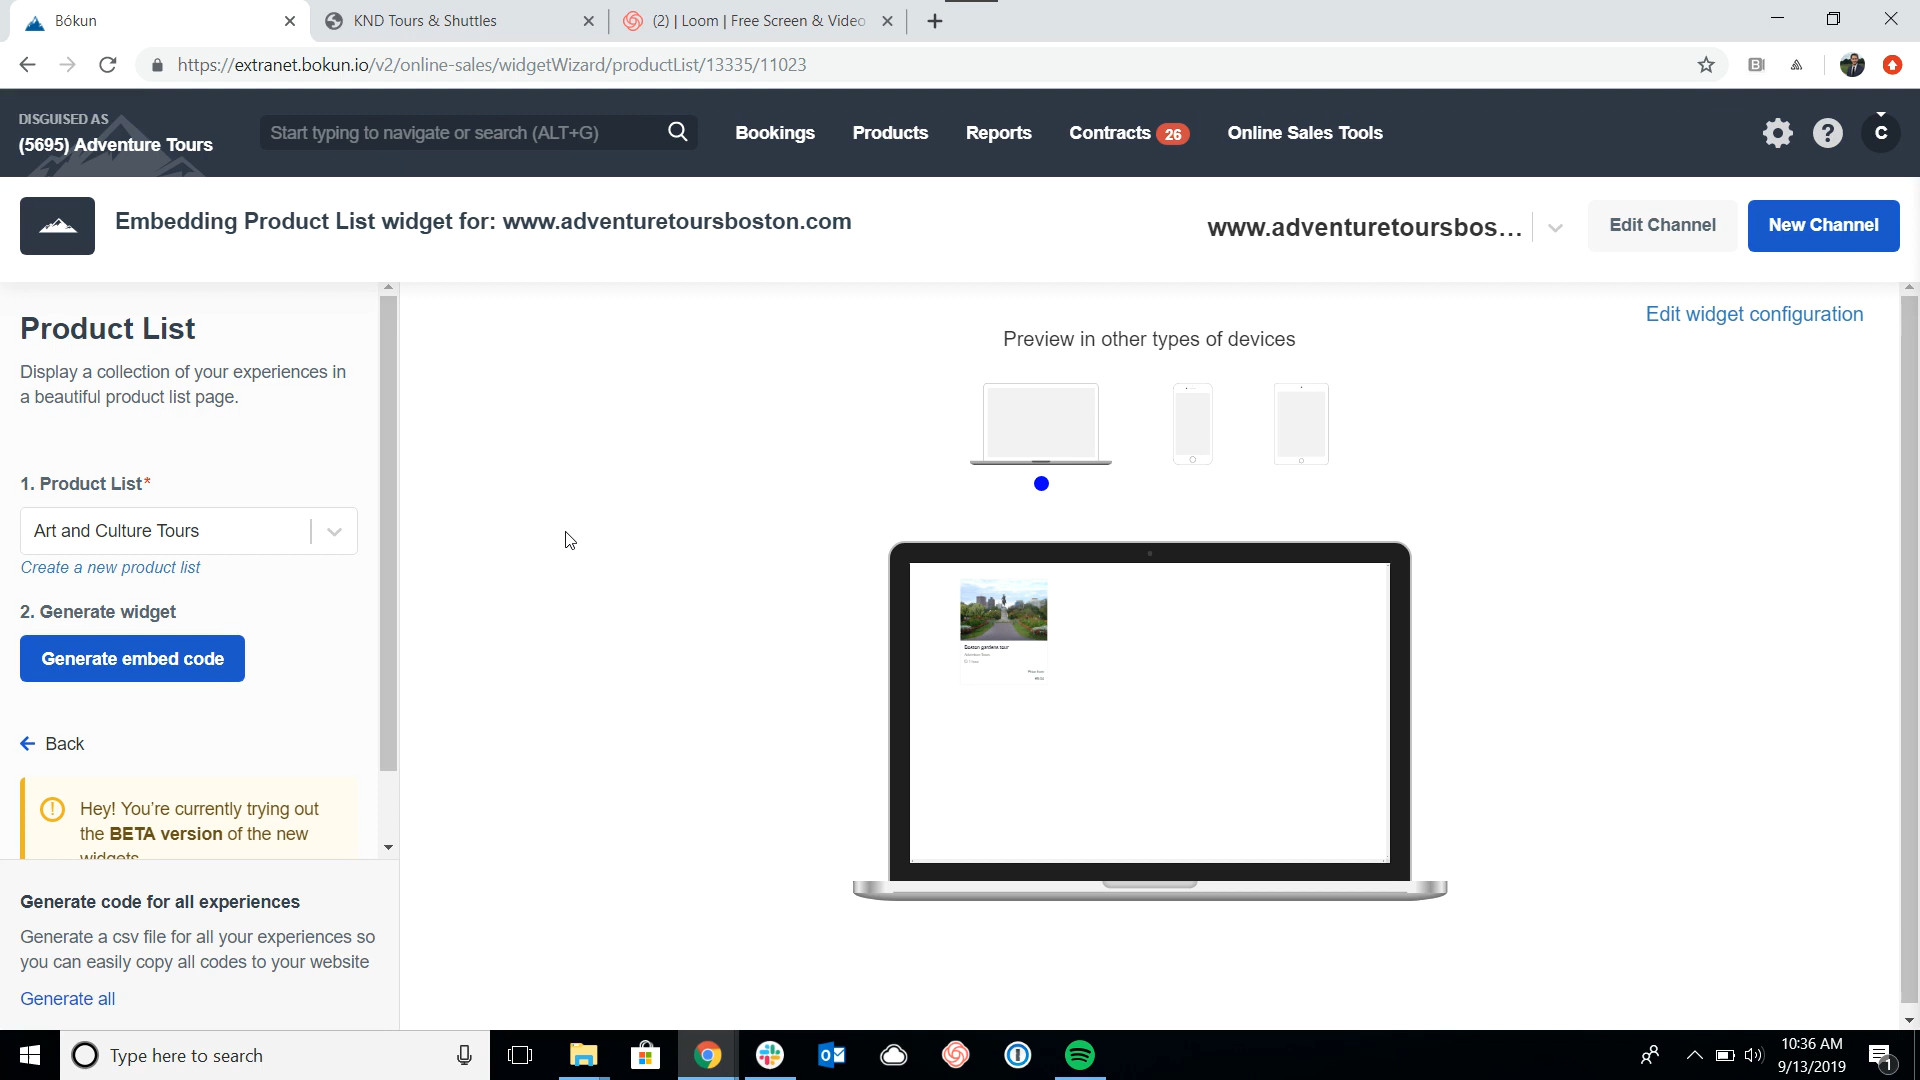 Bókun
KND Tours & Shuttles
(2) | Loom | Free Screen & Video
https://extranet.bokun.io/v2/online-sales/widgetWizard/productList/13335/11023
DISGUISED AS
(5695) Adventure Tours
Start typing to navigate or search (ALT+G)
Bookings
Products
Reports
Contracts 26
Online Sales Tools
C
Embedding Product List widget for: www.adventuretoursboston.com
www.adventuretoursbos...
Edit Channel
New Channel
Product List
Display a collection of your experiences in
a beautiful product list page.
1. Product List*
Art and Culture Tours
Create a new product list
2. Generate widget
Generate embed code
Back
Hey! You're currently trying out
the BETA version of the new
widgets
Generate code for all experiences
Generate a csv file for all your experiences so
you can easily copy all codes to your website
Generate all
Edit widget configuration
Preview in other types of devices
Boston gardens tour
Adventure Tours
Type here to search
10:36 AM
9/13/2019
1